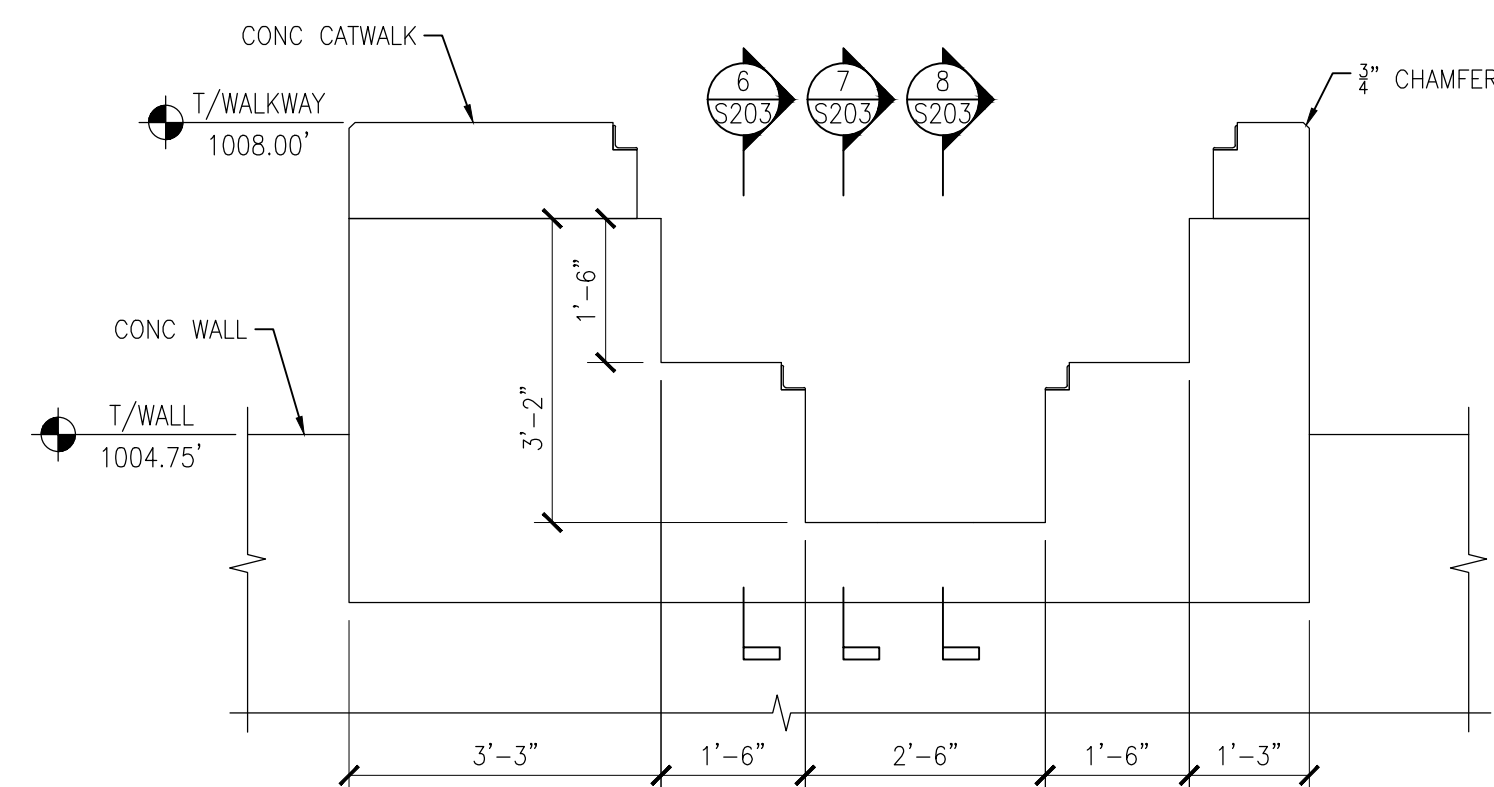 CONC CATWALK
T/WALKWAY
1008.00'
6
S203
7
S203
8
S203
3/4" CHAMFER
1'-6"
3'-2"
CONC WALL
T/WALL
1004.75'
3'-3"
1'-6"
2'-6"
1'-6"
1'-3"